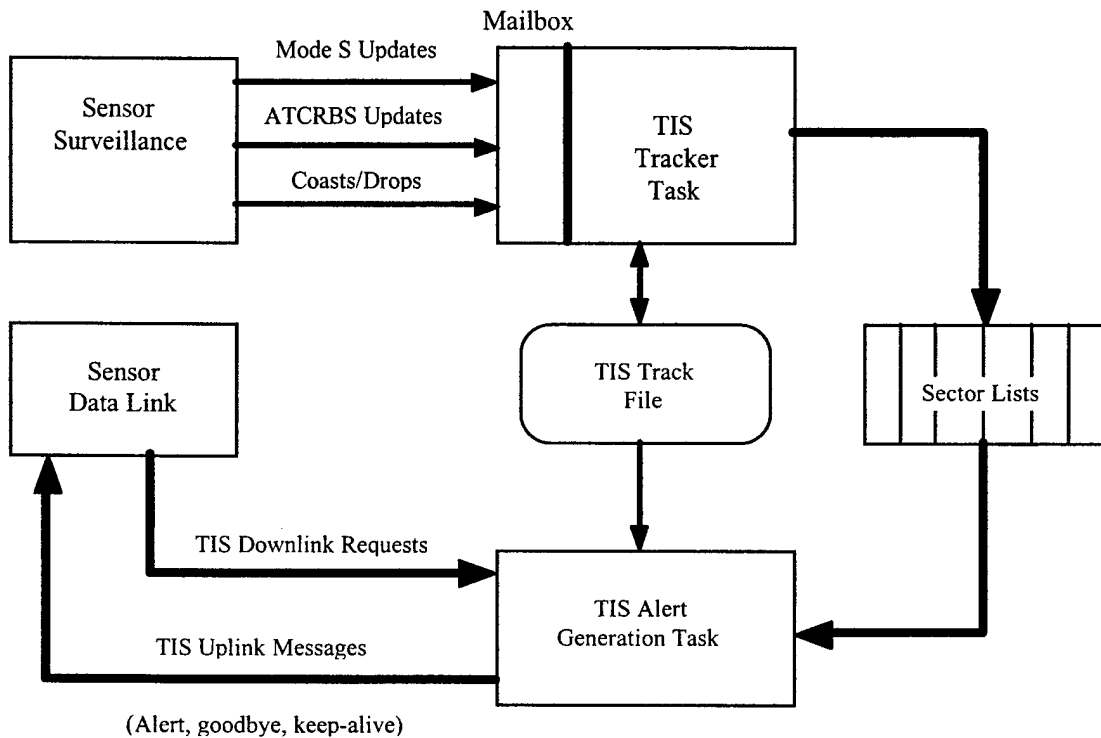 Mailbox
Mode S Updates
Sensor
Surveillance
ATCRBS Updates
Coasts/Drops
TIS
Tracker
Task
Sensor
Data Link
TIS Track
File
Sector Lists
TIS Downlink Requests
TIS Alert
Generation Task
TIS Uplink Messages
(Alert, goodbye, keep-alive)